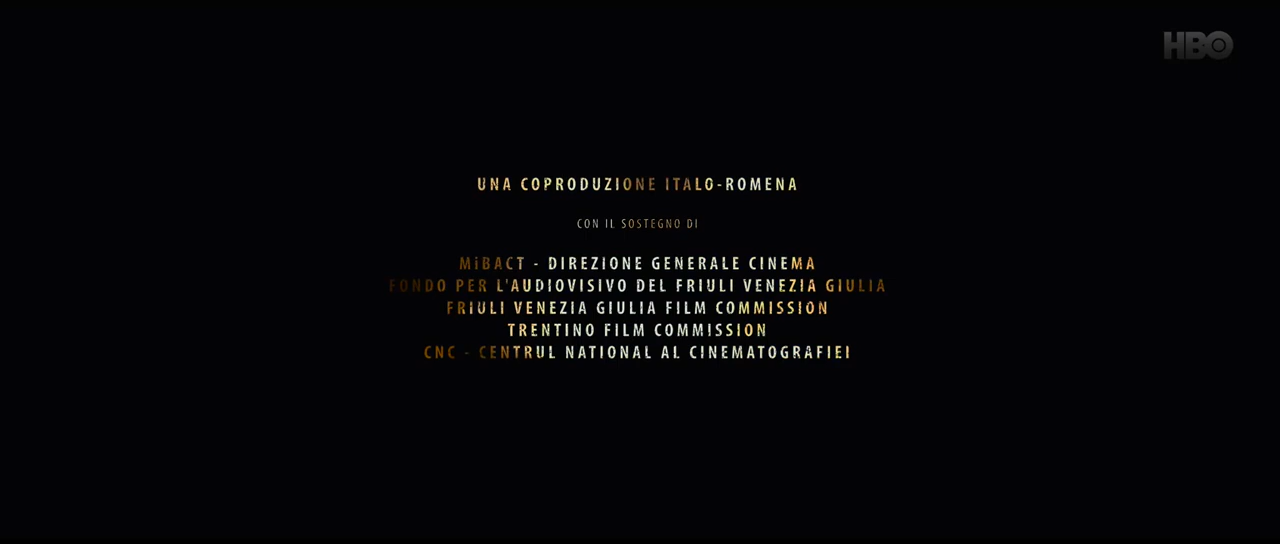 HBO
UNA COPRODUZIONE ITALO-ROMENA
CON IL SOSTEGNO DI
MiBACT - DIREZIONE GENERALE CINEMA
FONDO PER L'AUDIOVISIVO DEL FRIULI VENEZIA GIULIA
FRIULI VENEZIA GIULIA FILM COMMISSION
TRENTINO FILM COMMISSION
CNC - CENTRUL NATIONAL AL CINEMATOGRAFIEI